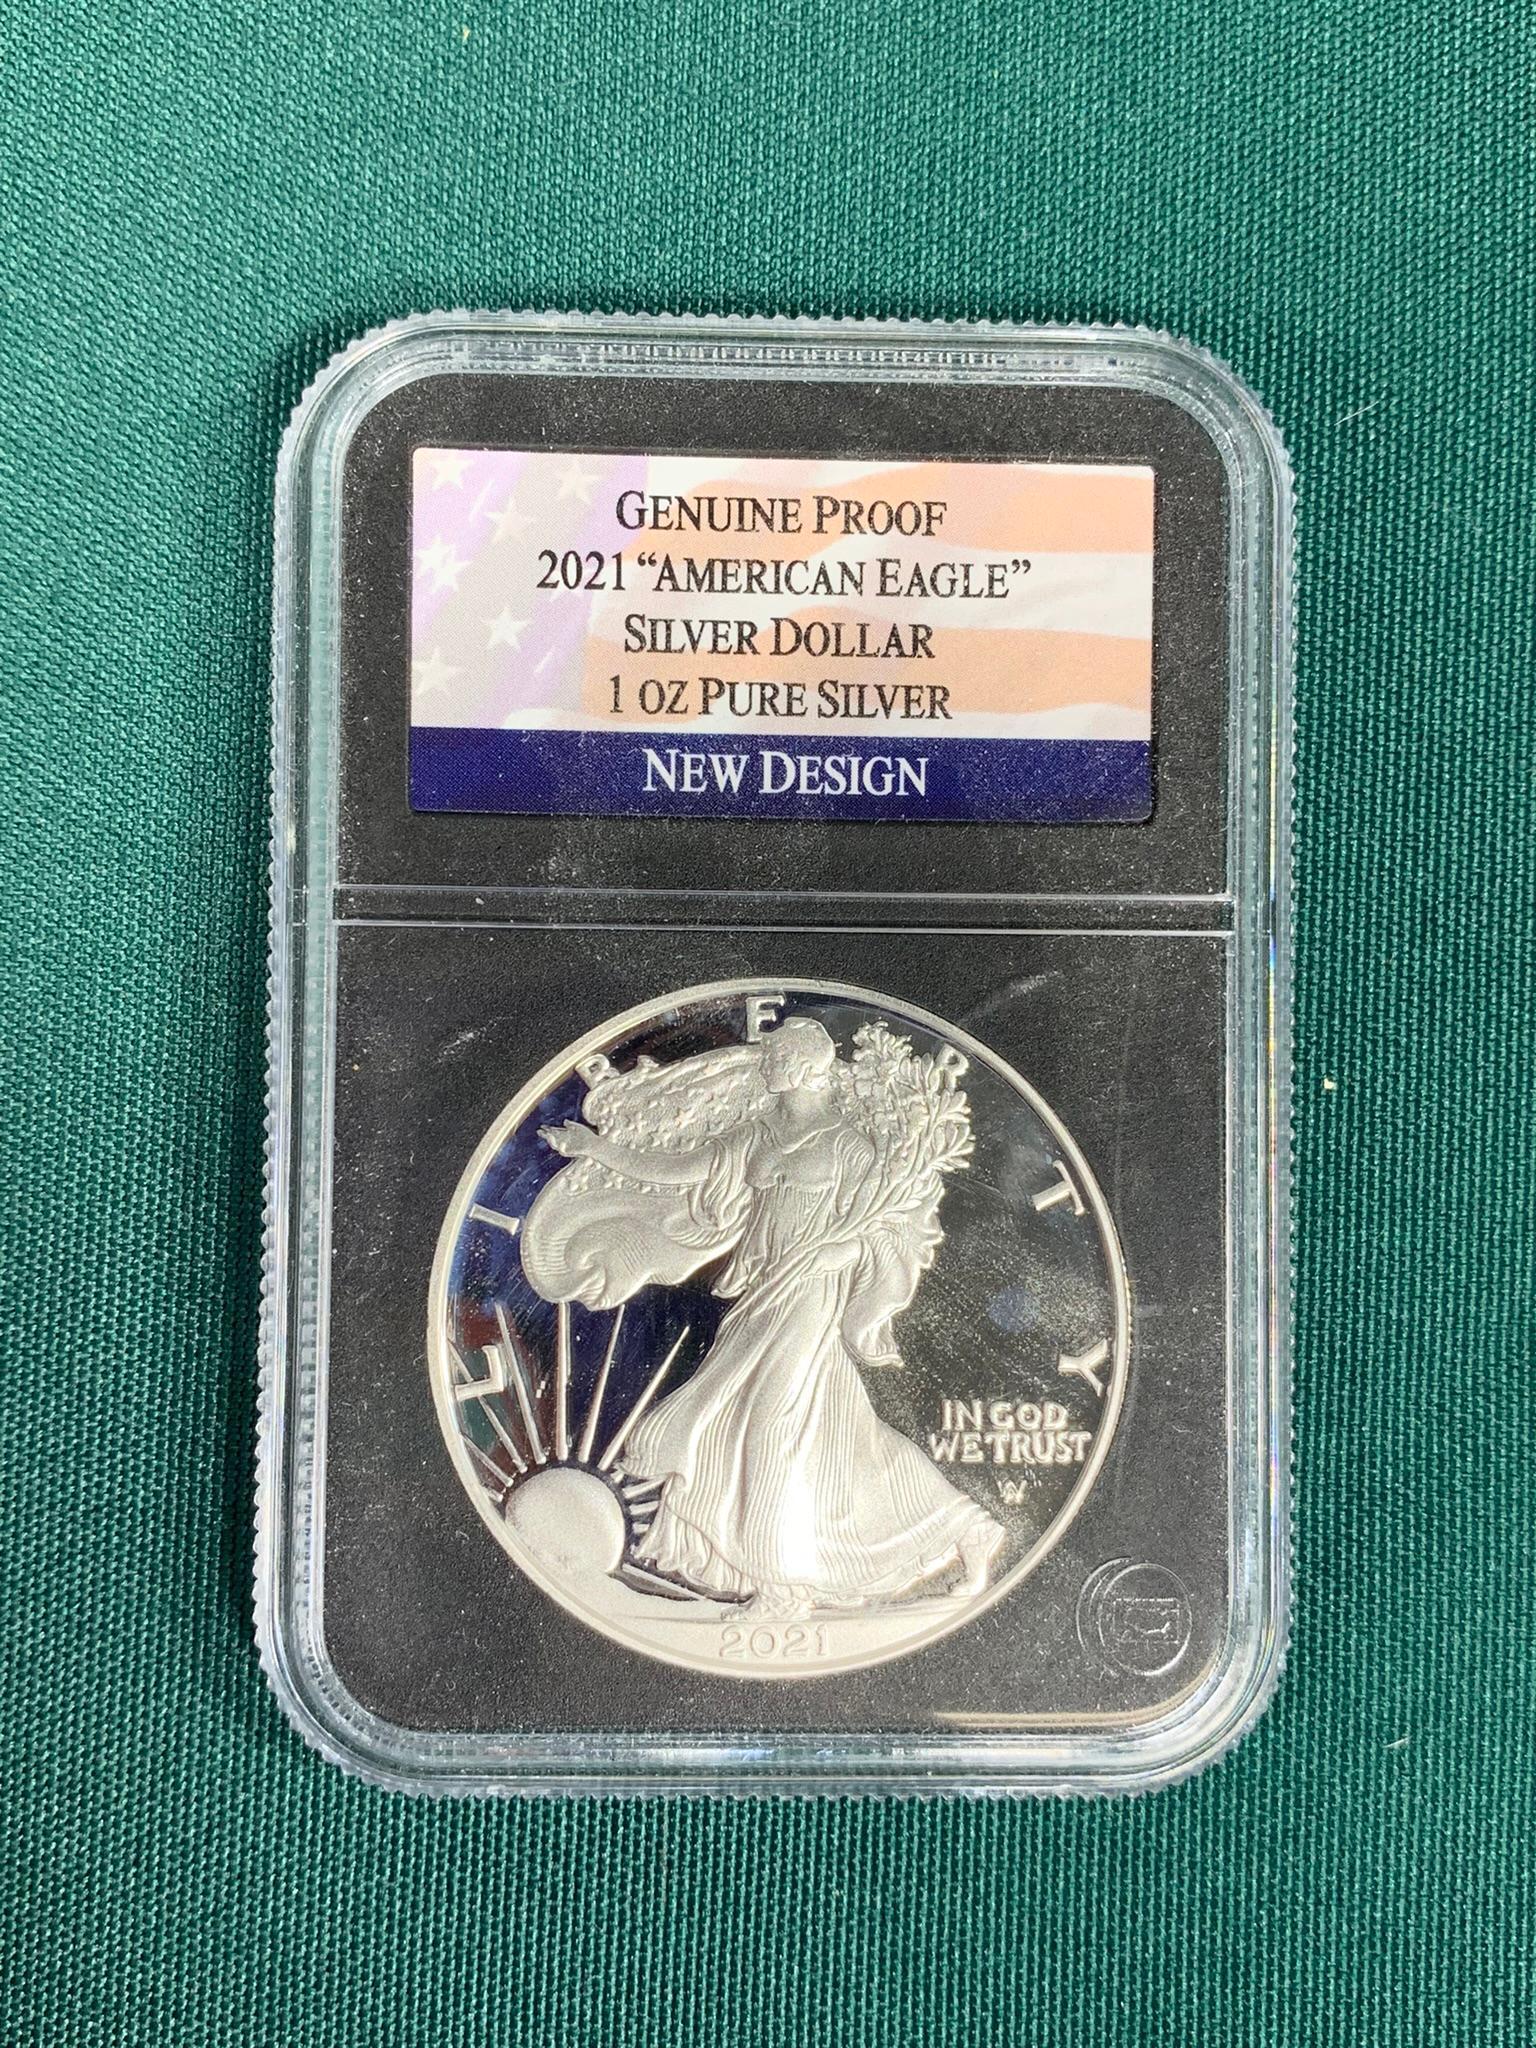 GENUINE PROOF
2021 “AMERICAN EAGLE”
SILVER DOLLAR
1 OZ PURE SILVER
NEW DESIGN
LIBERTY
IN GOD
WE TRUST
W
2021